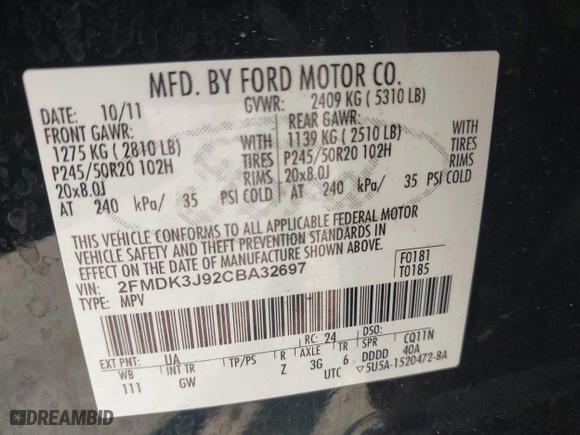 MFD. BY FORD MOTOR CO.
DATE: 10/11 GVWR: 2409 KG ( 5310 LB)
FRONT GAWR: REAR GAWR:
1275 KG ( 2810 LB) WITH 1139 KG ( 2510 LB) WITH
P245/50R20 102H TIRES P245/50R20 102H TIRES
20x8.0J RIMS 20x8.0J RIMS
AT 240 kPa/ 35 PSI COLD AT 240 kPa/ 35 PSI COLD
THIS VEHICLE CONFORMS TO ALL APPLICABLE FEDERAL MOTOR
VEHICLE SAFETY AND THEFT PREVENTION STANDARDS IN
EFFECT ON THE DATE OF MANUFACTURE SHOWN ABOVE.
VIN: 2FMDK3J92CBA32697 F0181
TYPE: MPV T0185
EXT PNT: UA RC: 24 DSO:
WB INT TR TP/PS R AXLE TR SPR CQ11N
111 GW Z 3G 6 DDDD 40A
UTC ▽5U5A-1520472-BA
DREAMBID